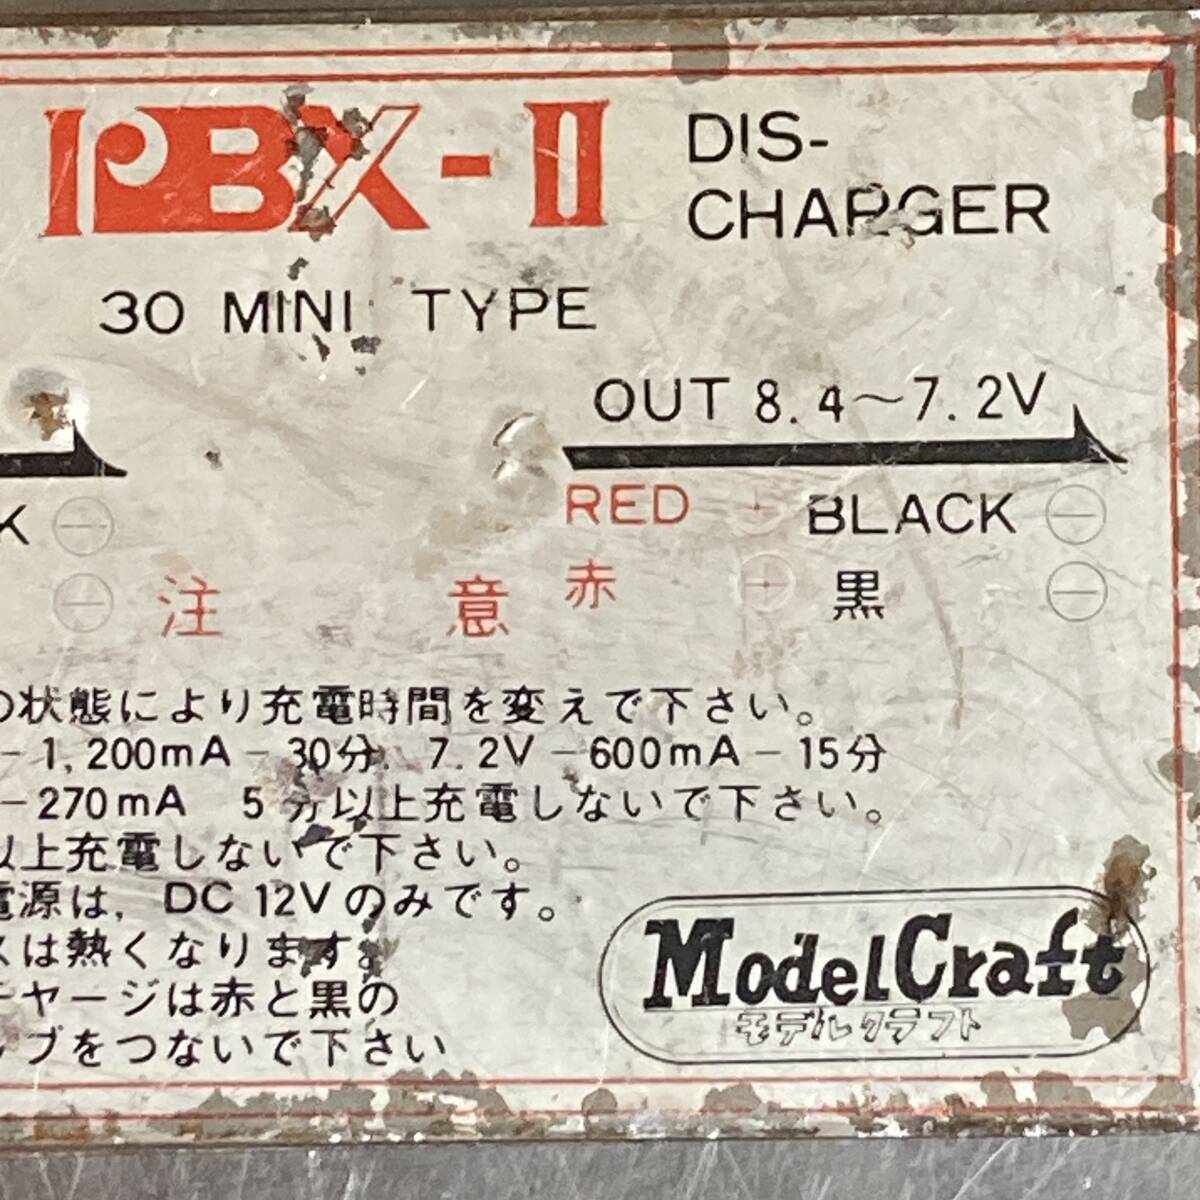 PBX-II
DIS-
CHARGER
30 MINI TYPE
OUT 8.4～7.2V
K ⊖ RED ⊕ BLACK ⊖
⊖ 注意 赤 ⊕ 黒 ⊖
の状態により充電時間を変えて下さい。
-1,200mA-30分. 7.2V-600mA-15分
-270mA 5分以上充電しないで下さい。
以上充電しないで下さい。
電源は, DC 12Vのみです。
スは熱くなります。
チャージは赤と黒の
ップをつないで下さい
ModelCraft
モデルクラフト